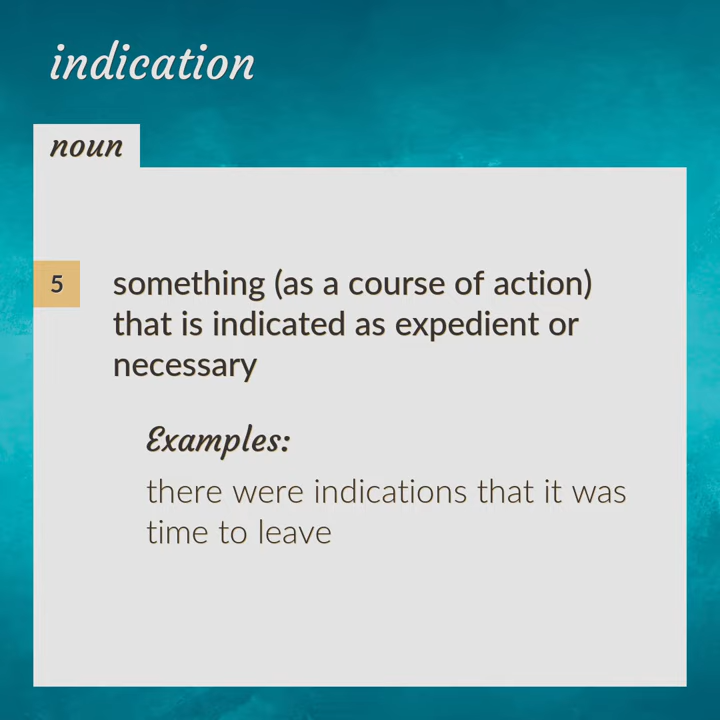 indication
noun
5
something (as a course of action)
that is indicated as expedient or
necessary
Examples:
there were indications that it was
time to leave